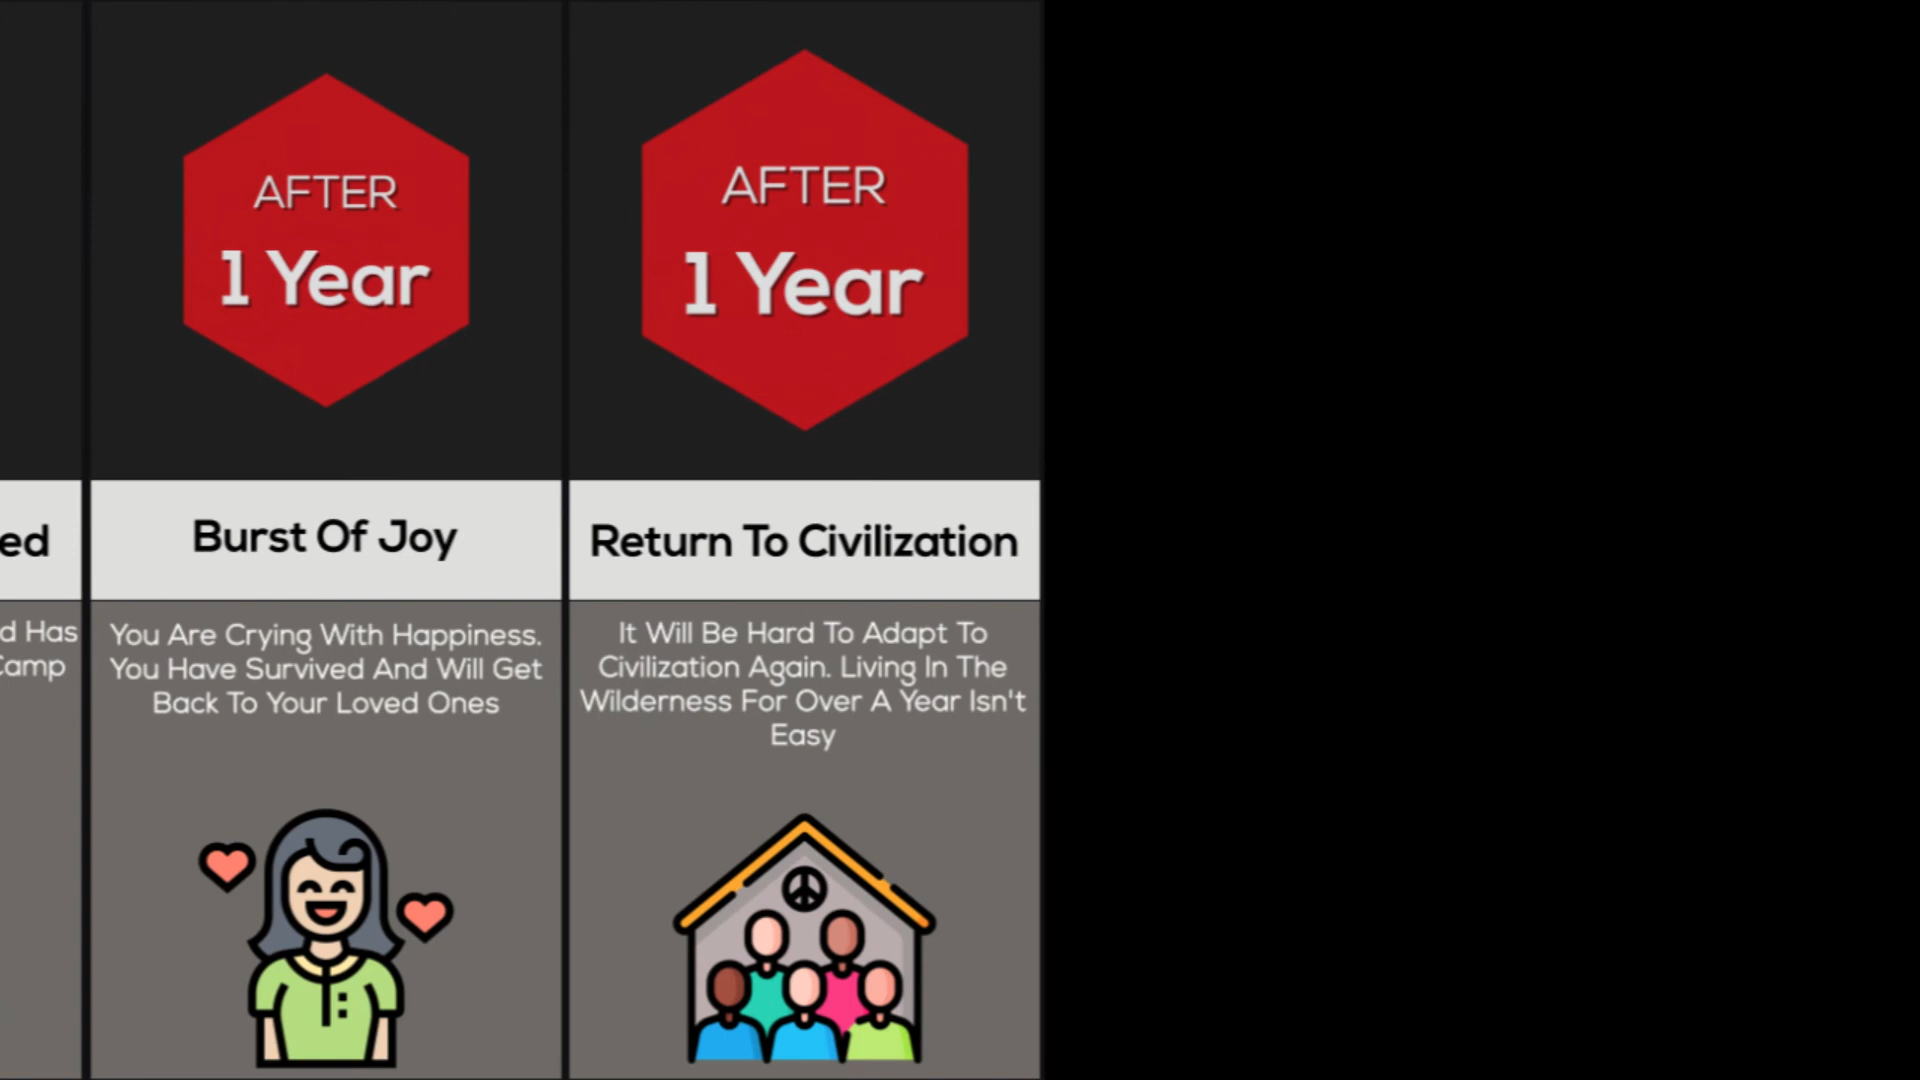 ed
d Has
Camp
AFTER
1 Year
Burst Of Joy
You Are Crying With Happiness.
You Have Survived And Will Get
Back To Your Loved Ones
AFTER
1 Year
Return To Civilization
It Will Be Hard To Adapt To
Civilization Again. Living In The
Wilderness For Over A Year Isn't
Easy